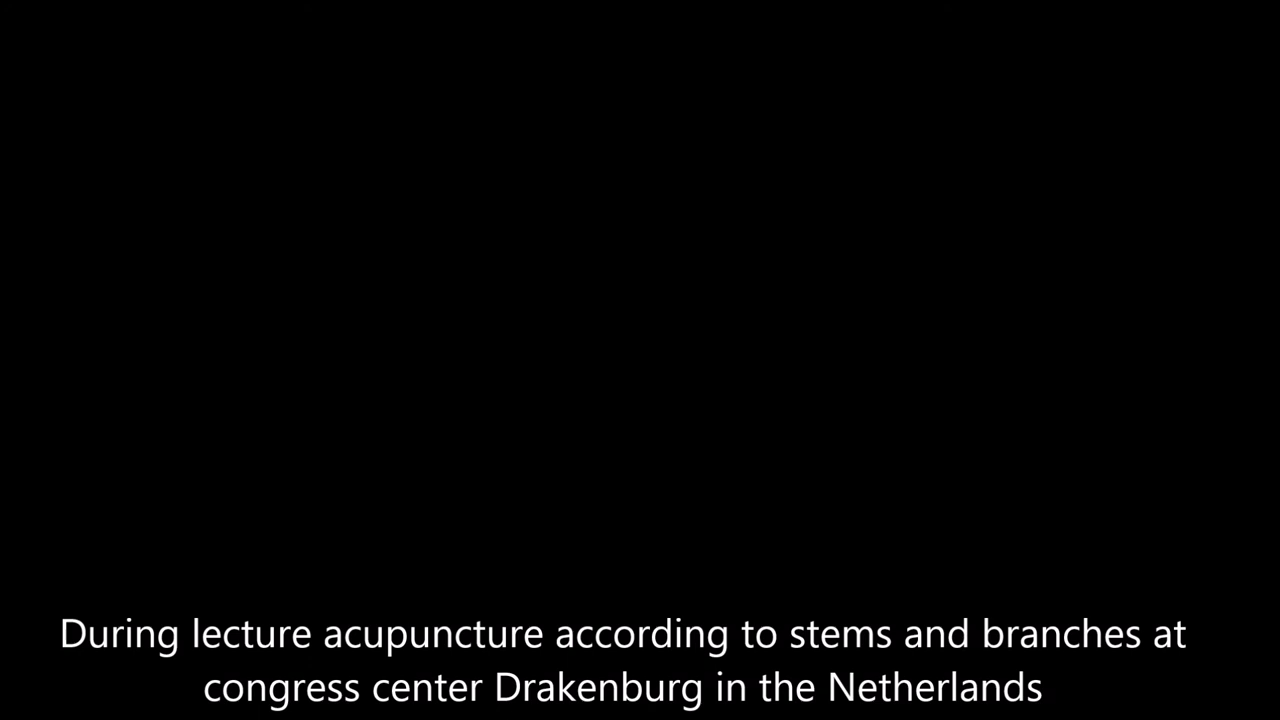 During lecture acupuncture according to stems and branches at
congress center Drakenburg in the Netherlands